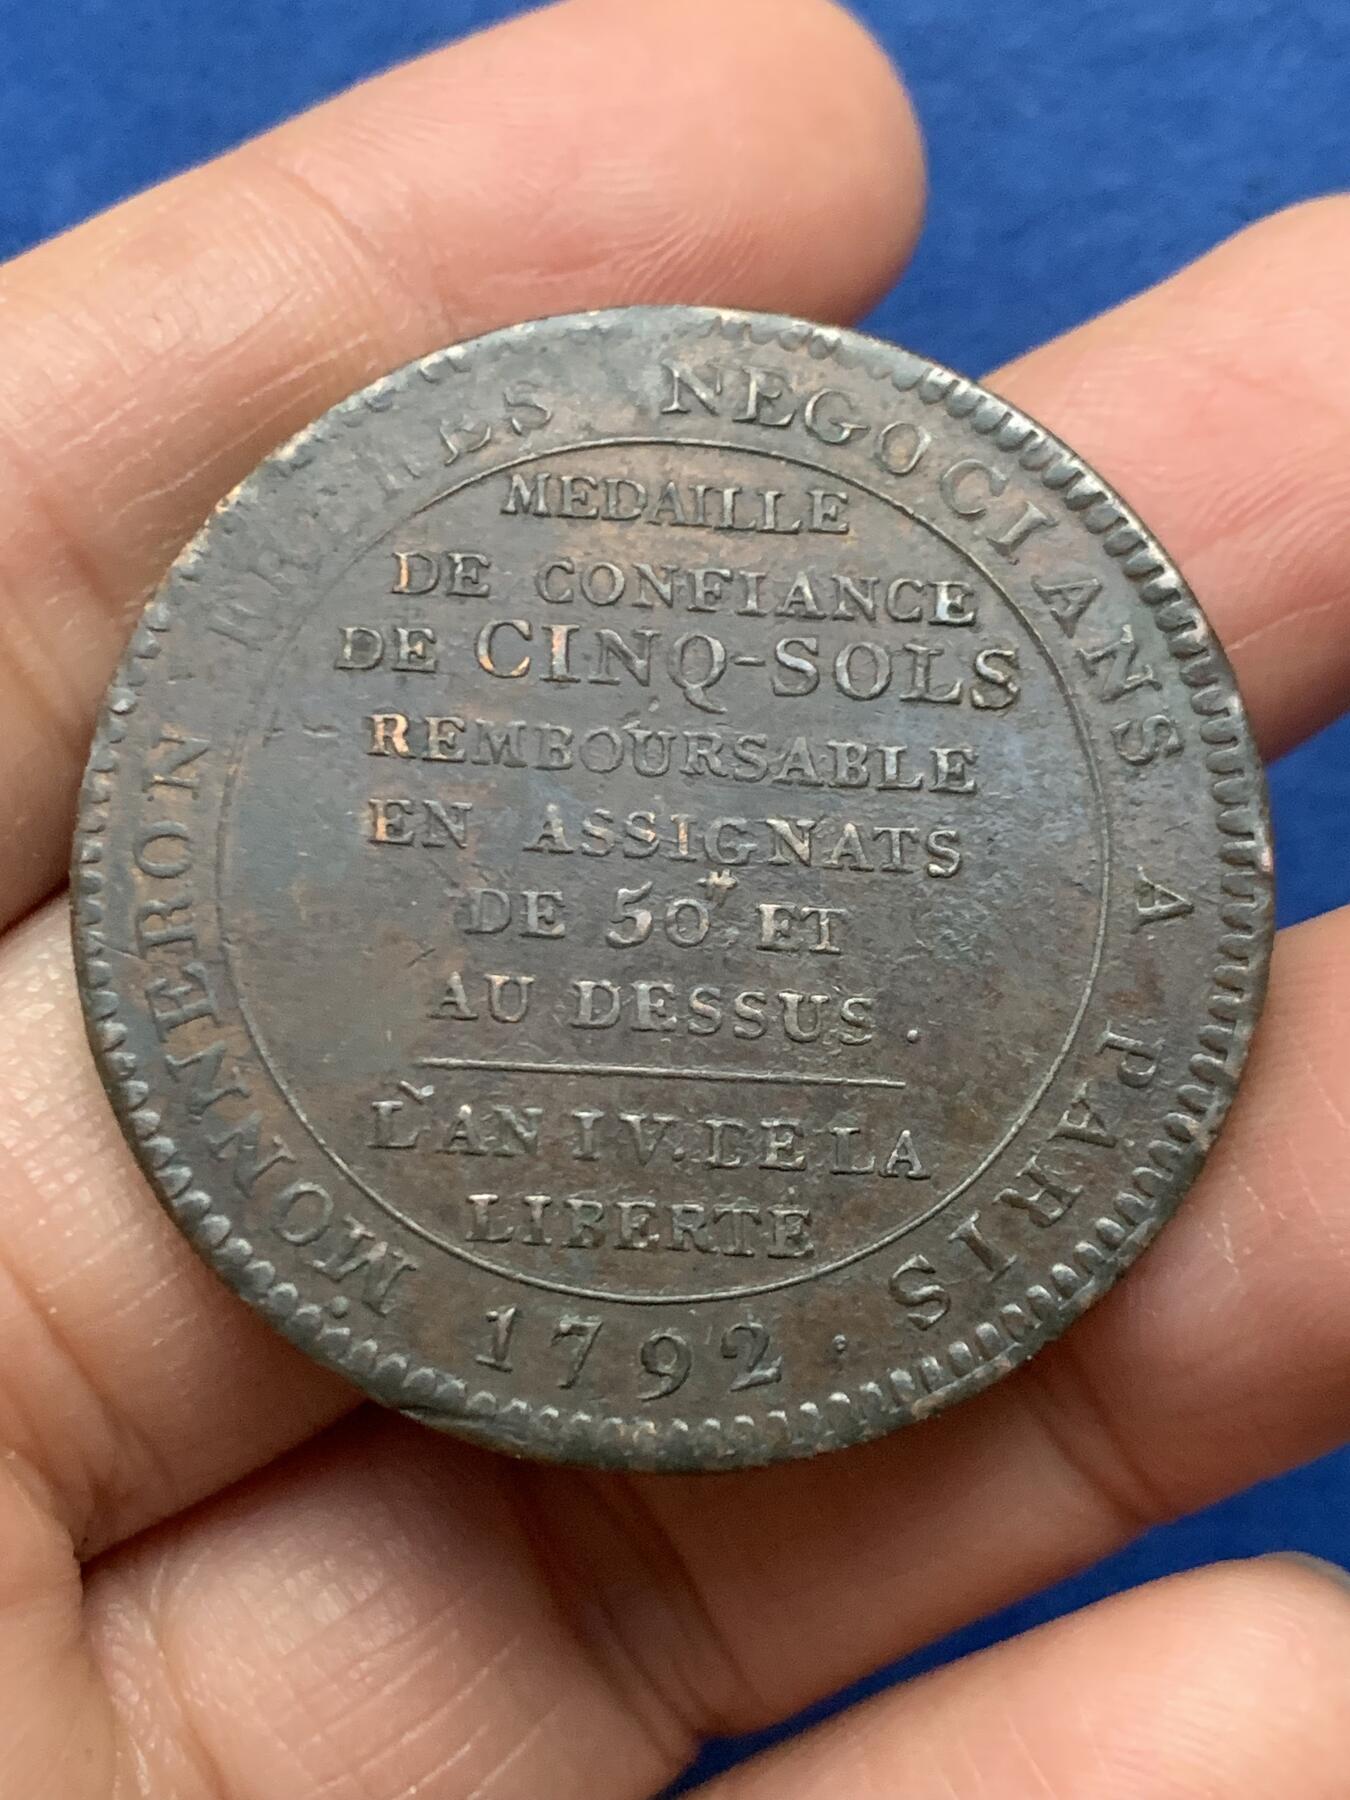 MONNERON FRERES NEGOCIANS A PARIS
MEDAILLE
DE CONFIANCE
DE CINQ-SOLS
REMBOURSABLE
EN ASSIGNATS
DE 50 ₶ ET
AU DESSUS.
L'AN IV. DE LA
LIBERTE
. 1792 .